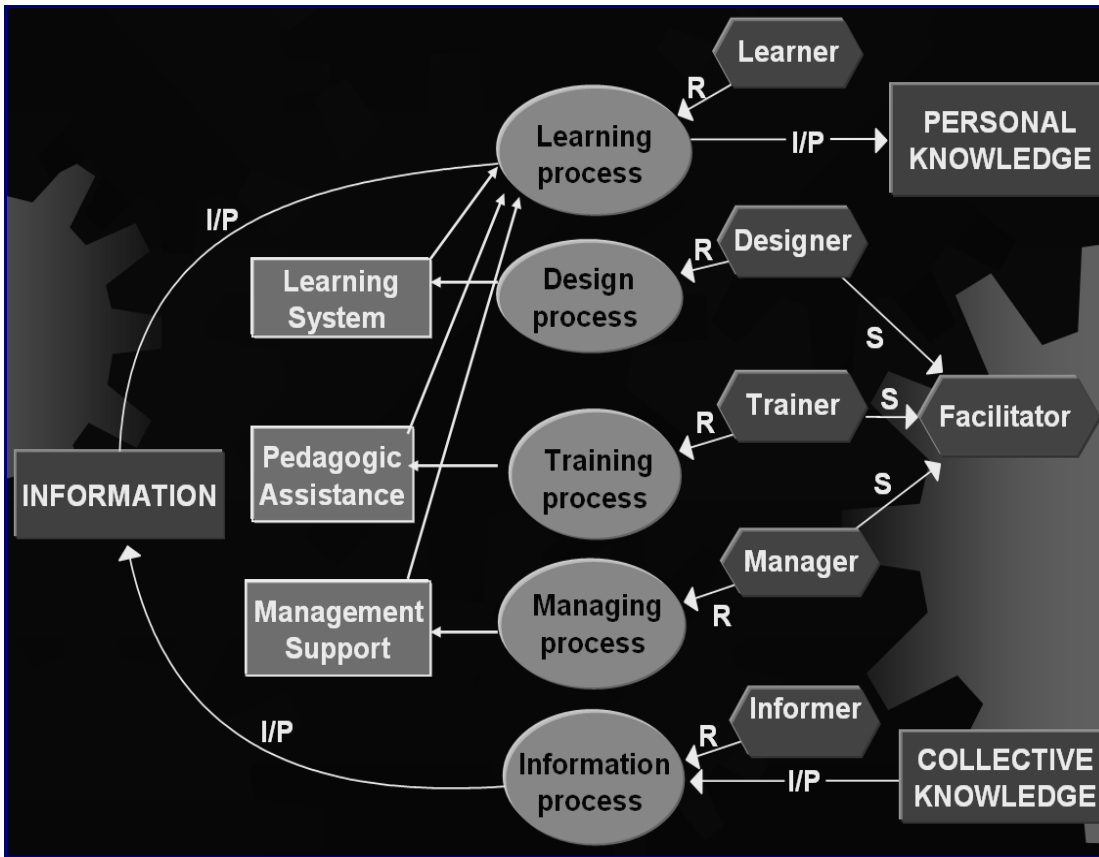 Learner
R
Learning
process
I/P
PERSONAL
KNOWLEDGE
I/P
Designer
R
Learning
System
Design
process
S
Trainer
R
S
Facilitator
Pedagogic
Assistance
Training
process
INFORMATION
S
Manager
R
Management
Support
Managing
process
Informer
R
I/P
Information
process
I/P
COLLECTIVE
KNOWLEDGE